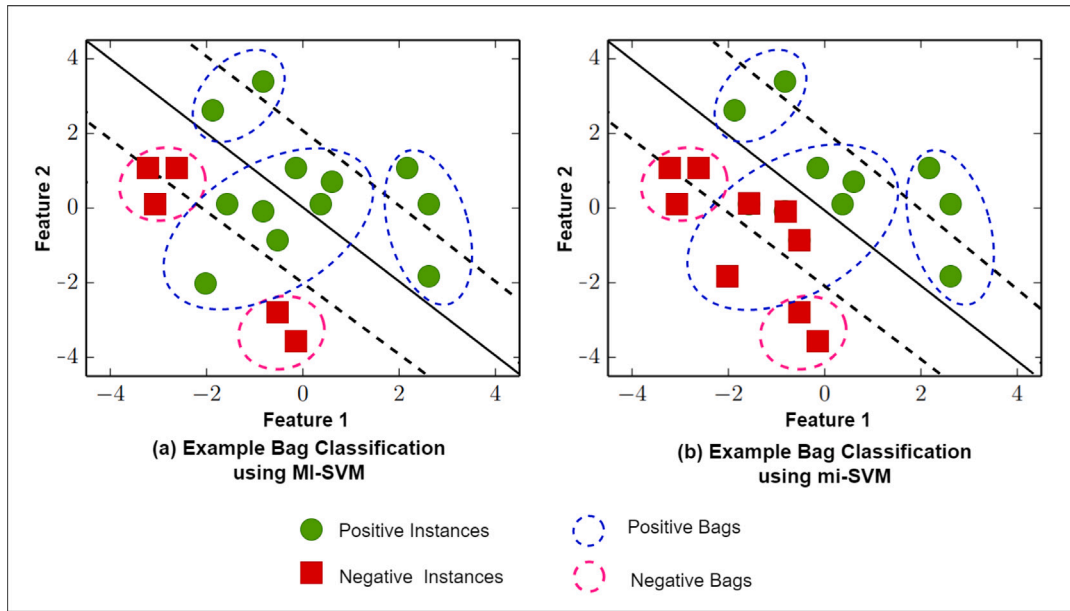 4
2
0
−2
−4
Feature 2
−4
−2
0
2
4
Feature 1
(a) Example Bag Classification
using MI-SVM
4
2
0
−2
−4
Feature 2
−4
−2
0
2
4
Feature 1
(b) Example Bag Classification
using mi-SVM
Positive Instances
Positive Bags
Negative Instances
Negative Bags